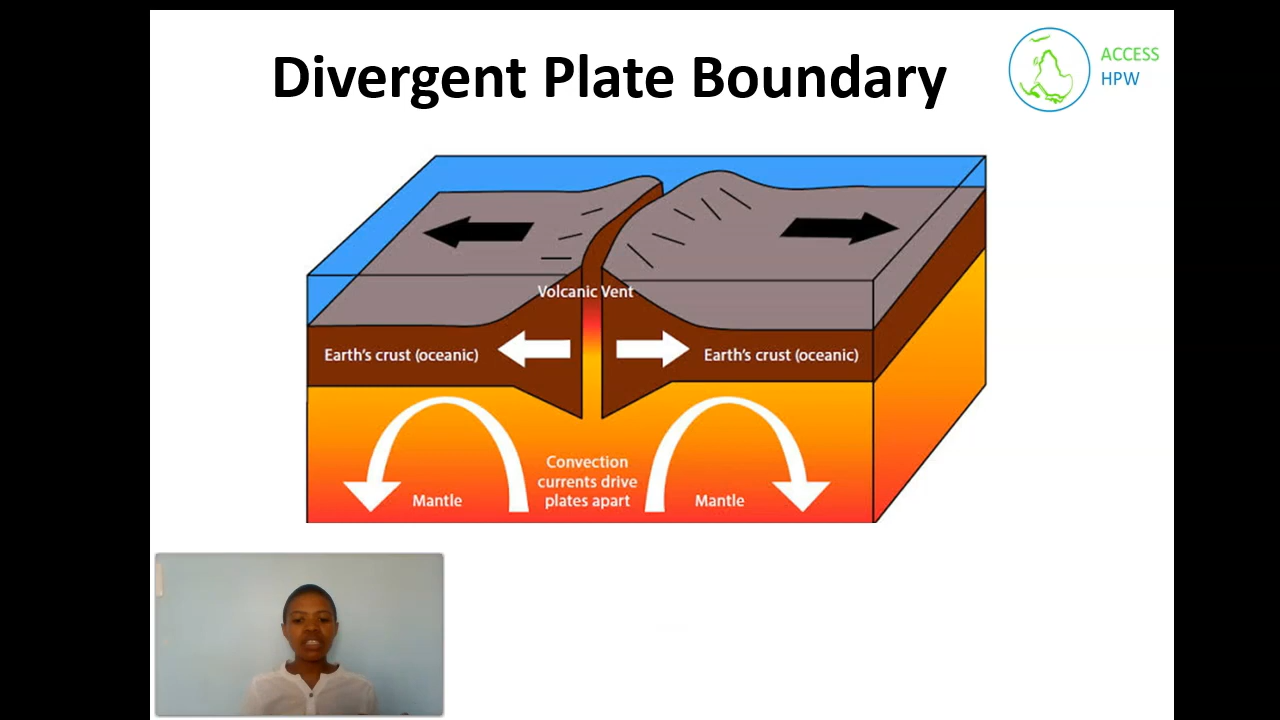 Divergent Plate Boundary
ACCESS
HPW
Volcanic Vent
Earth's crust (oceanic)
Earth's crust (oceanic)
Convection
currents drive
plates apart
Mantle
Mantle